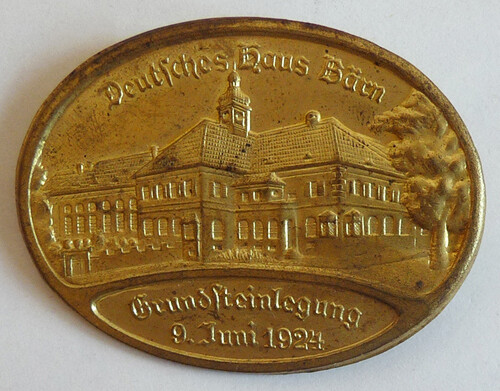 Deutsches Haus Bärn
Grundsteinlegung
9. Juni 1924